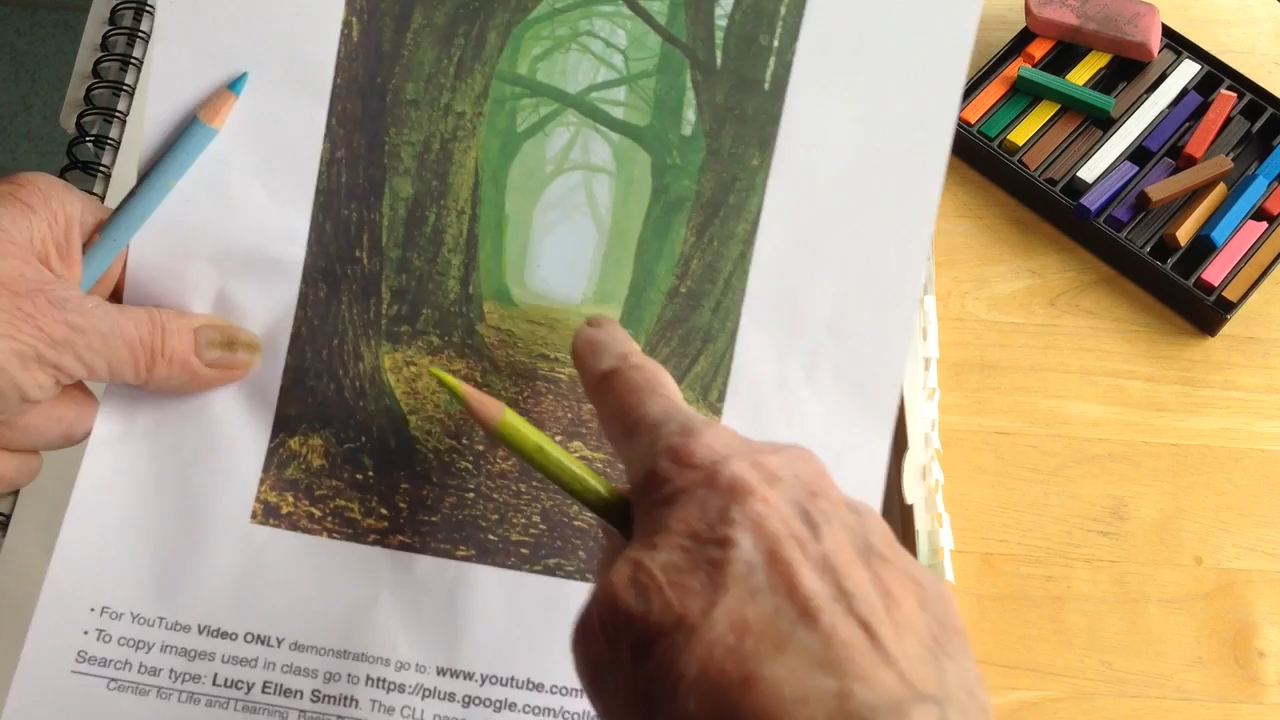 • For YouTube Video ONLY demonstrations go to: www.youtube.com
• To copy images used in class go to https://plus.google.com/colle
Search bar type: Lucy Ellen Smith. The CLL
Center for Life and Learning,